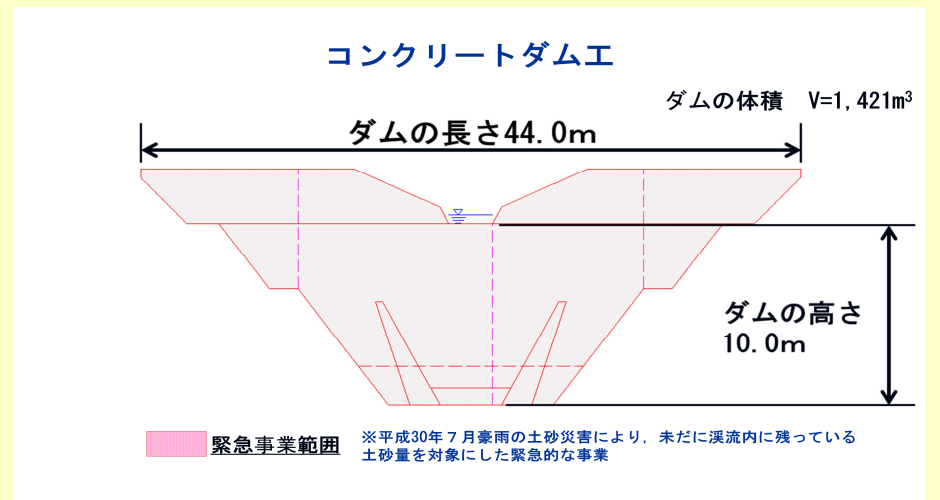 コンクリートダム工
ダムの体積　V=1,421m³
ダムの長さ44.0m
ダムの高さ
10.0m
緊急事業範囲
※平成30年７月豪雨の土砂災害により，未だに渓流内に残っている
土砂量を対象にした緊急的な事業